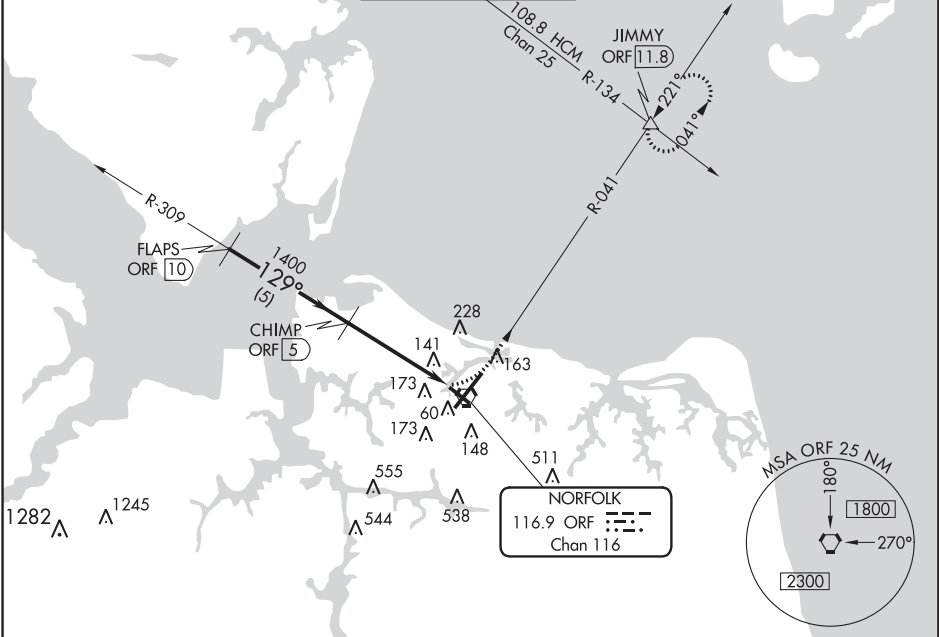 108.8 HCM
Chan 25
R-134
JIMMY
ORF 11.8
221°
041°
R-041
R-309
FLAPS
ORF 10
1400
129°
(5)
CHIMP
ORF 5
228
141
163
173
60
173
148
511
555
538
544
1245
1282
NORFOLK
116.9 ORF
Chan 116
MSA ORF 25 NM
180°
1800
270°
2300